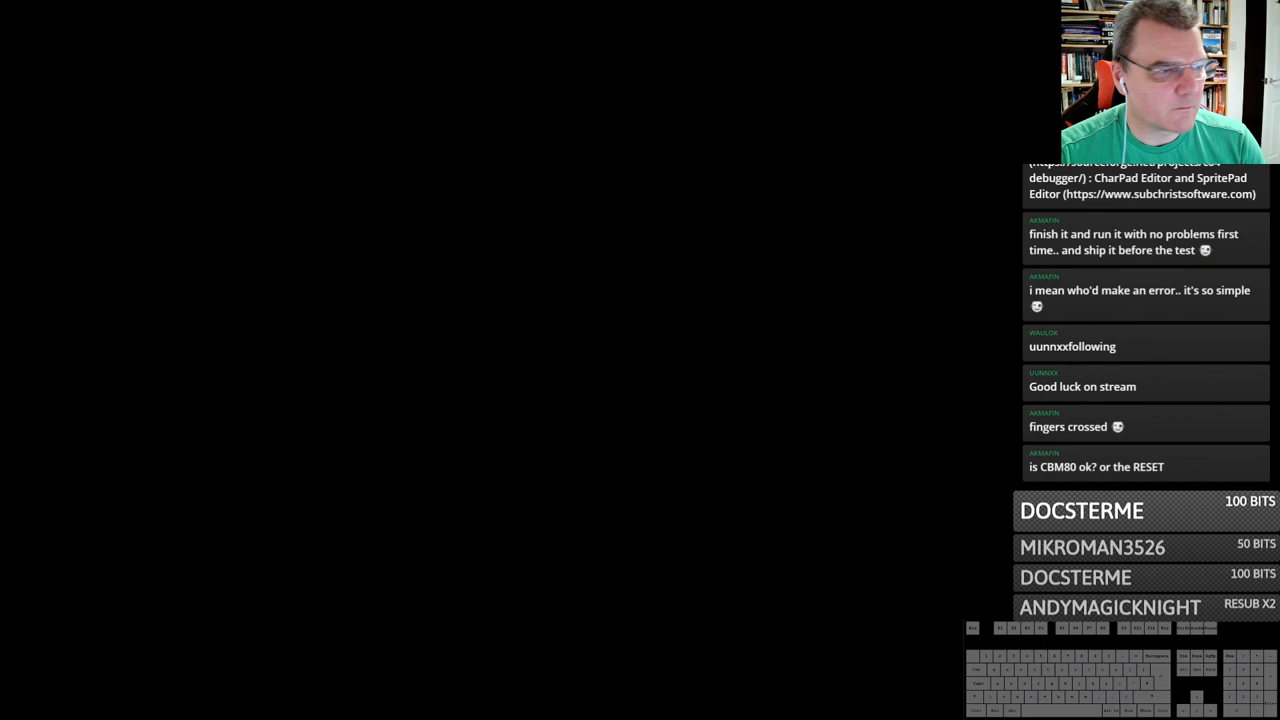 debugger/) : CharPad Editor and SpritePad
Editor (https://www.subchristsoftware.com)
AKMAFIN
finish it and run it with no problems first
time.. and ship it before the test
AKMAFIN
i mean who'd make an error.. it's so simple
WAULOK
uunnxxfollowing
UUNNXX
Good luck on stream
AKMAFIN
fingers crossed
AKMAFIN
is CBM80 ok? or the RESET
DOCSTERME 100 BITS
MIKROMAN3526 50 BITS
DOCSTERME 100 BITS
ANDYMAGICKNIGHT RESUB X2